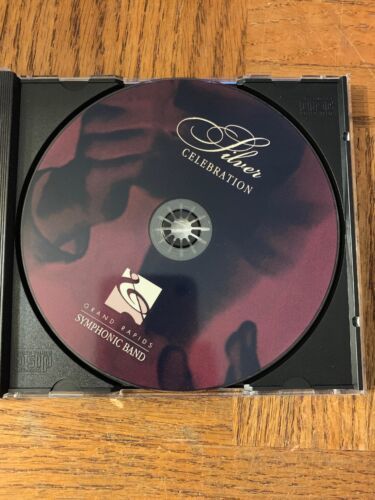 Silver
CELEBRATION
GRAND RAPIDS
SYMPHONIC BAND